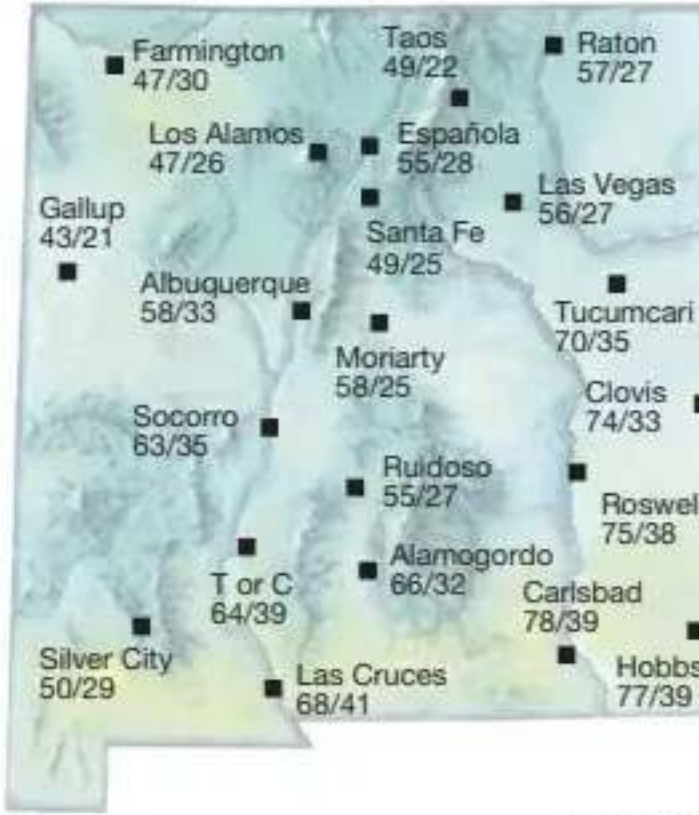 Farmington
47/30
Taos
49/22
Raton
57/27
Los Alamos
47/26
Española
55/28
Las Vegas
56/27
Gallup
43/21
Santa Fe
49/25
Albuquerque
58/33
Tucumcari
70/35
Moriarty
58/25
Clovis
74/33
Socorro
63/35
Ruidoso
55/27
Roswel
75/38
Alamogordo
66/32
T or C
64/39
Carlsbad
78/39
Silver City
50/29
Las Cruces
68/41
Hobbs
77/39